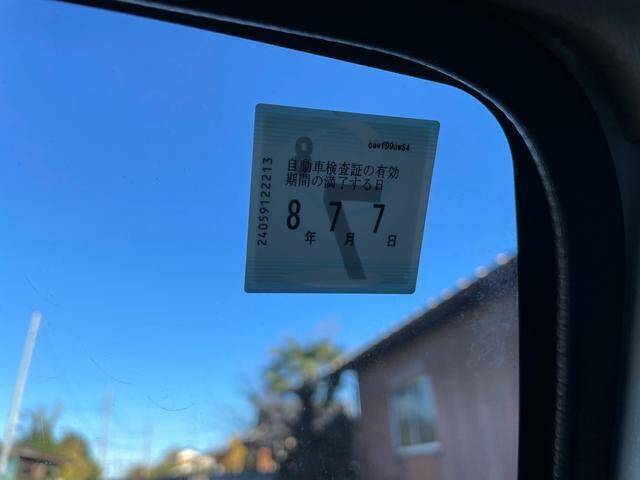 6avf09uw54
自動車検査証の有効
期間の満了する日
8年7月7日
24059122213